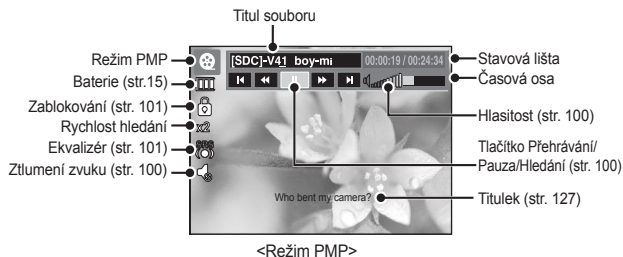 Titul souboru
Režim PMP
[SDC]-V41 boy-mi
00:00:19 / 00:24:34
Stavová lišta
Baterie (str.15)
Časová osa
Zablokování (str. 101)
Hlasitost (str. 100)
Rychlost hledání
x2
Ekvalizér (str. 101)
SRS
Tlačítko Přehrávání/
Pauza/Hledání (str. 100)
Ztlumení zvuku (str. 100)
Who bent my camera?
Titulek (str. 127)
<Režim PMP>